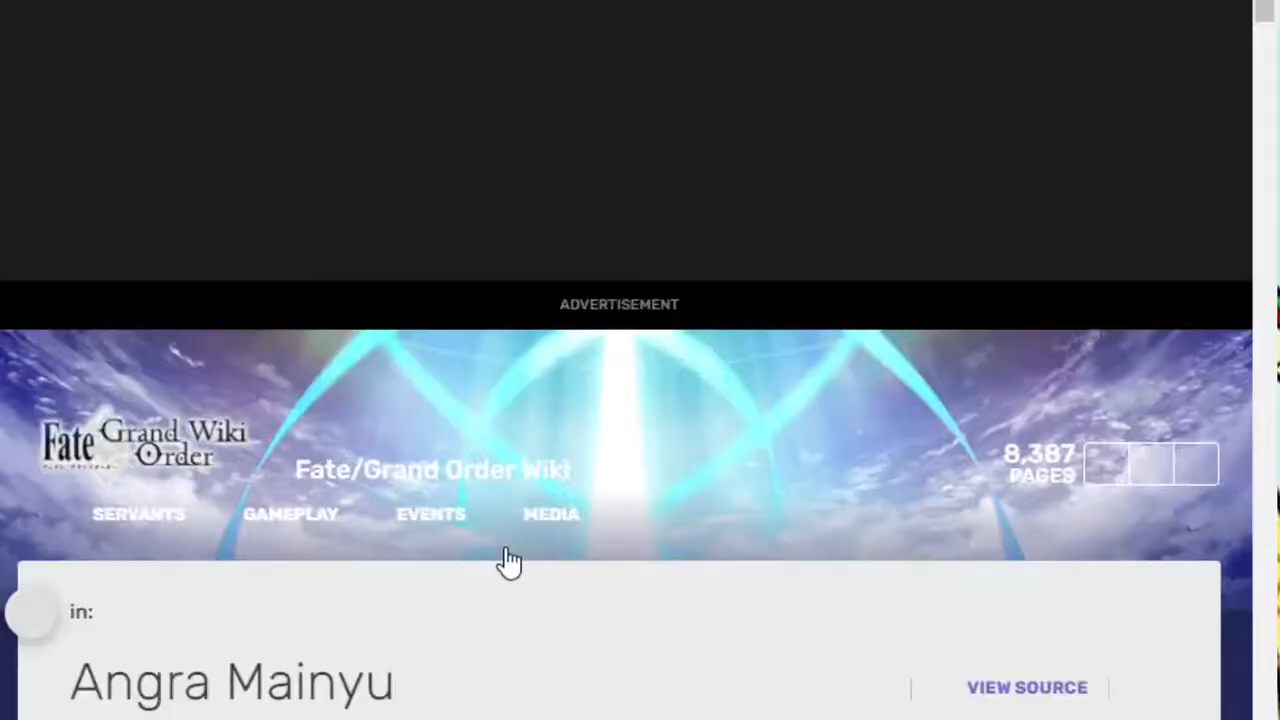 ADVERTISEMENT
Fate Grand Wiki
Order
Fate/Grand Order Wiki
8,387
PAGES
SERVANTS GAMEPLAY EVENTS MEDIA
in:
Angra Mainyu
VIEW SOURCE